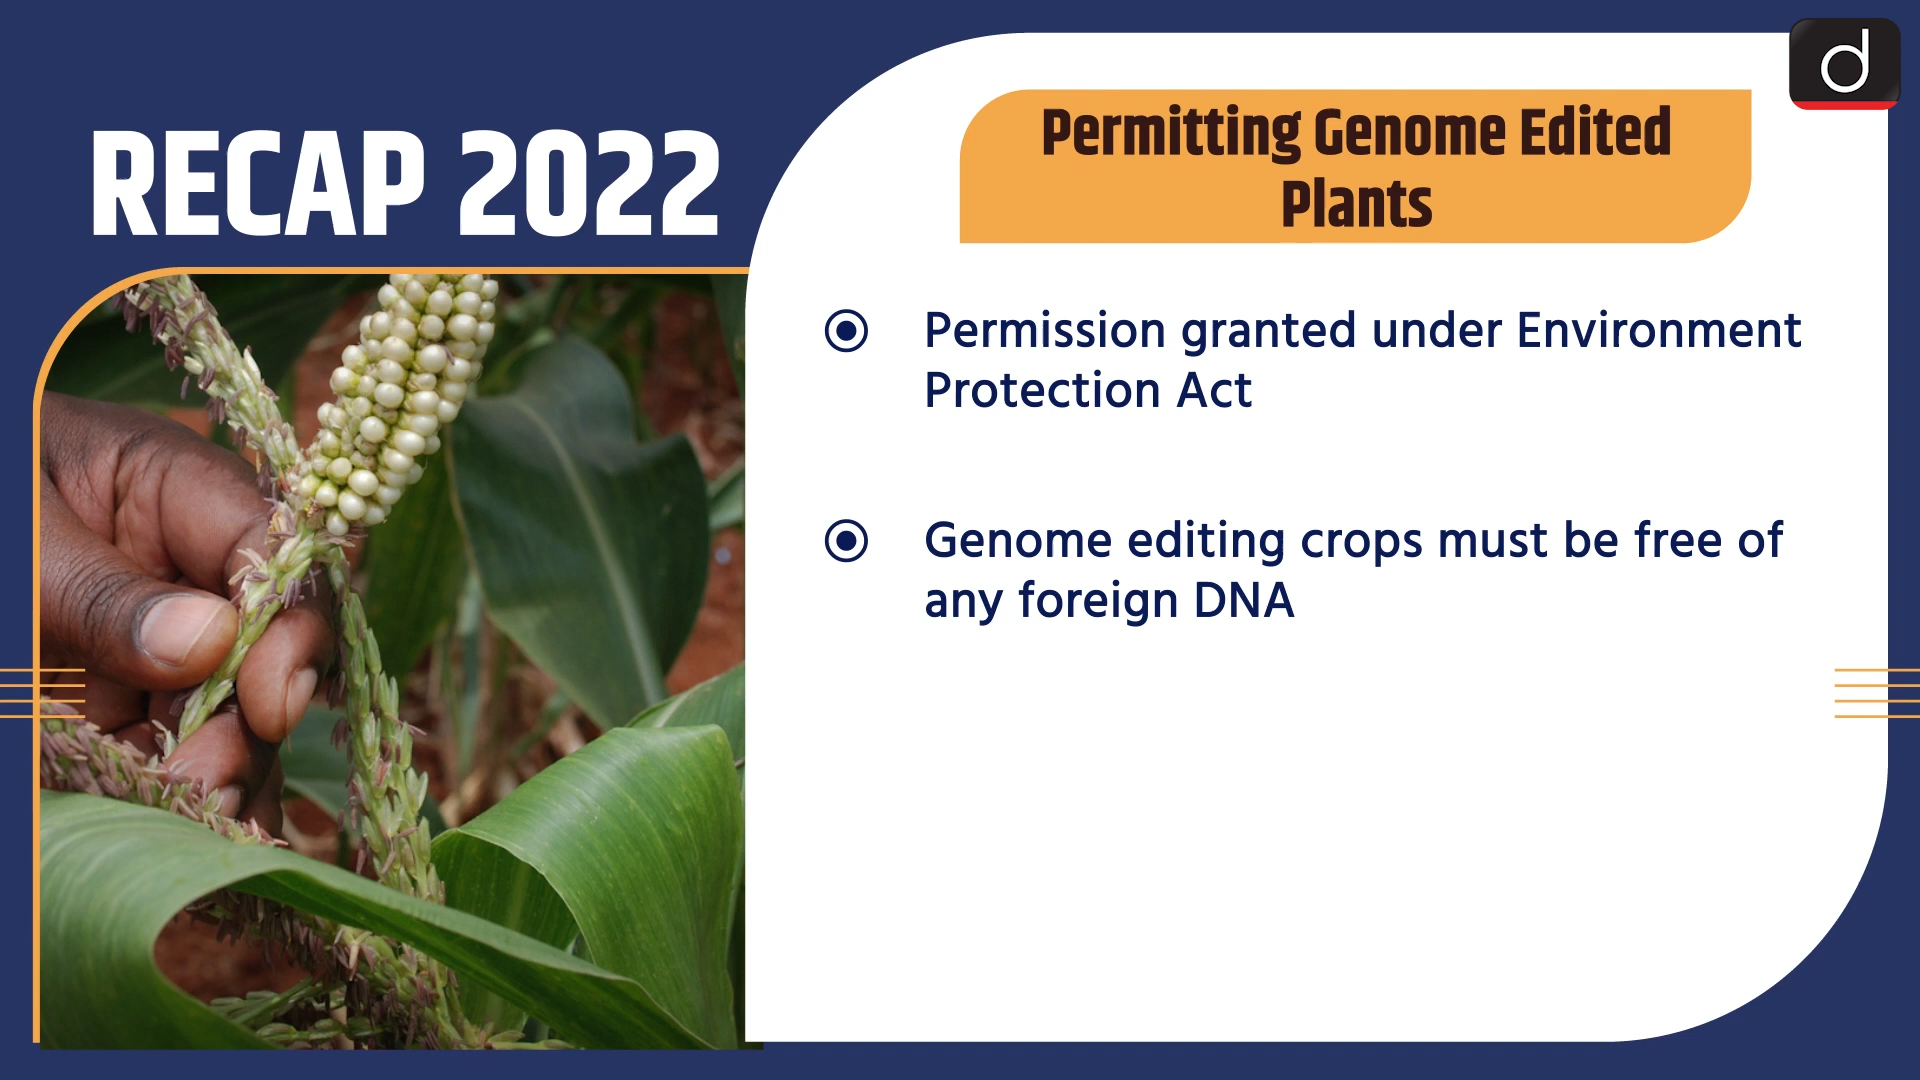 RECAP 2022
Permitting Genome Edited
Plants
Permission granted under Environment
Protection Act
Genome editing crops must be free of
any foreign DNA
d